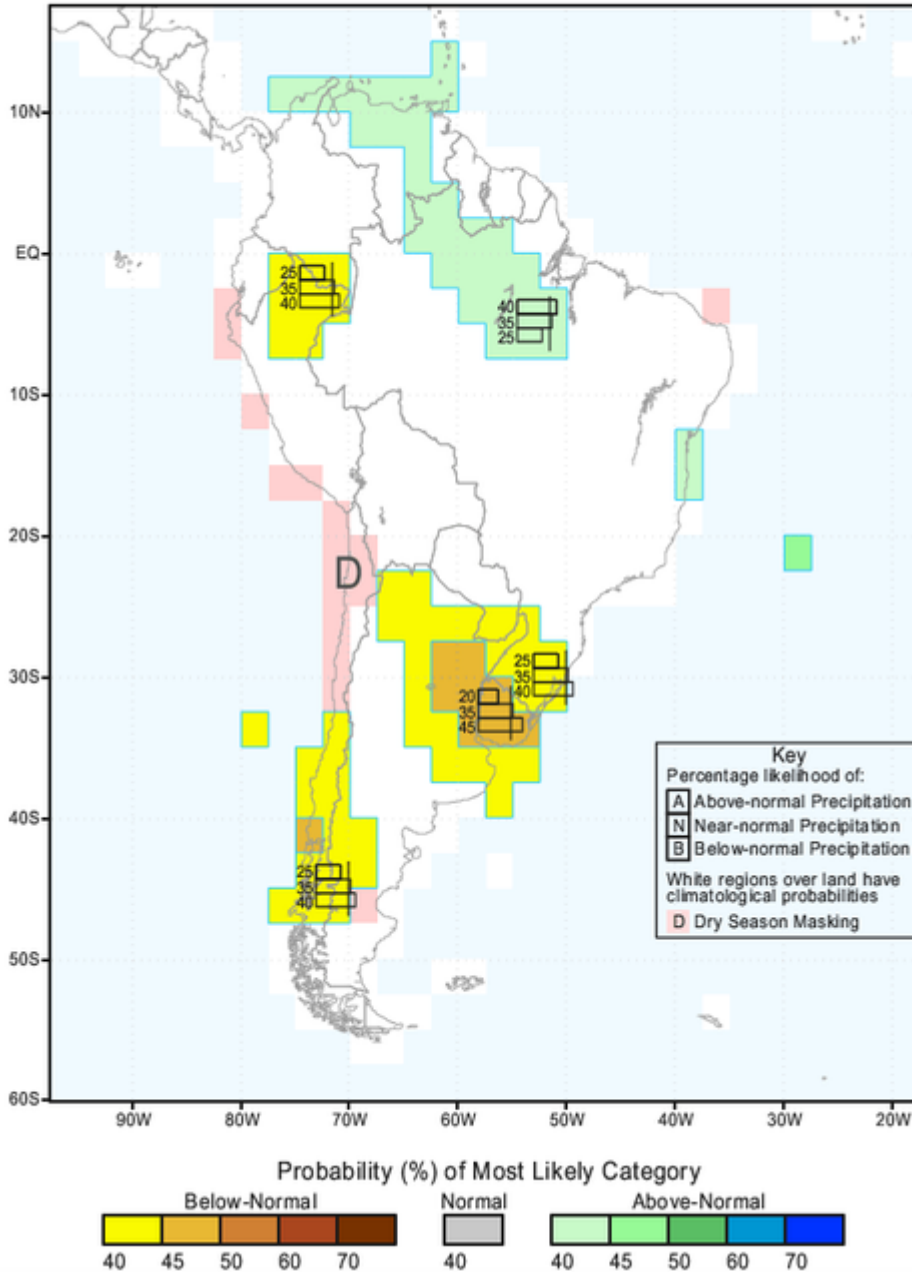 10N
EQ
25
35
40
40
35
25
10S
20S
D
25
35
40
30S
20
35
45
Key
Percentage likelihood of:
A Above-normal Precipitation
N Near-normal Precipitation
B Below-normal Precipitation
White regions over land have
climatological probabilities
D Dry Season Masking
40S
25
35
40
50S
60S
90W 80W 70W 60W 50W 40W 30W 20W
Probability (%) of Most Likely Category
Below-Normal Normal Above-Normal
40 45 50 60 70 40 40 45 50 60 70